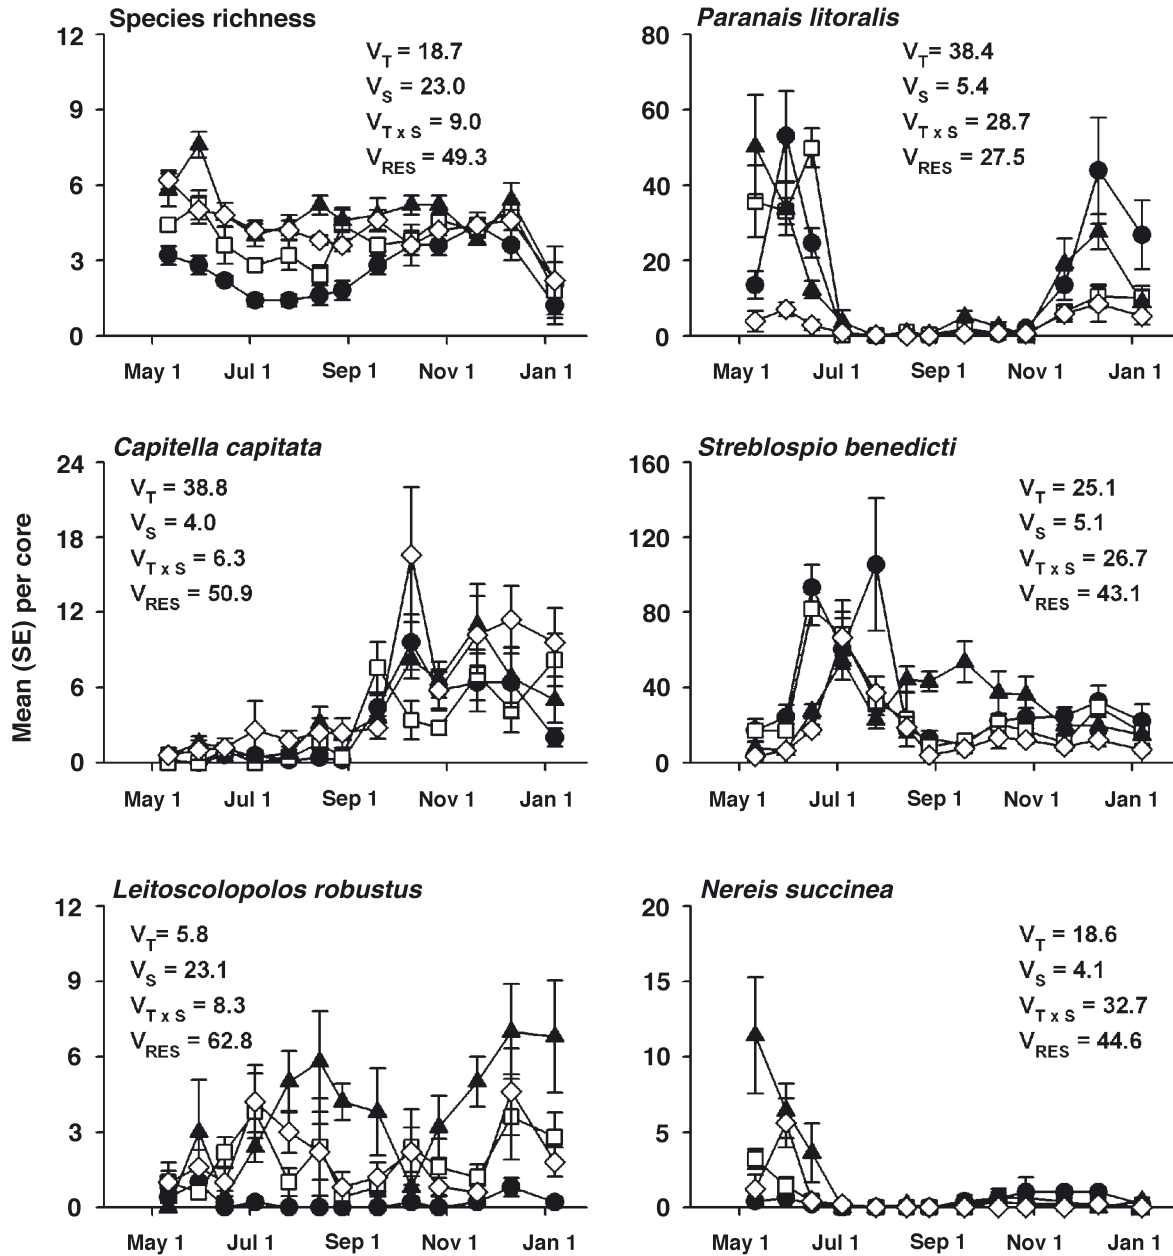 Species richness
12
9
6
3
0
V_T = 18.7
V_S = 23.0
V_T x S = 9.0
V_RES = 49.3
May 1 Jul 1 Sep 1 Nov 1 Jan 1
Paranais litoralis
80
60
40
20
0
V_T= 38.4
V_S = 5.4
V_T x S = 28.7
V_RES = 27.5
May 1 Jul 1 Sep 1 Nov 1 Jan 1
Mean (SE) per core
Capitella capitata
24
18
12
6
0
V_T = 38.8
V_S = 4.0
V_T x S = 6.3
V_RES = 50.9
May 1 Jul 1 Sep 1 Nov 1 Jan 1
Streblospio benedicti
160
120
80
40
0
V_T = 25.1
V_S = 5.1
V_T x S = 26.7
V_RES = 43.1
May 1 Jul 1 Sep 1 Nov 1 Jan 1
Leitoscolopolos robustus
12
9
6
3
0
V_T= 5.8
V_S = 23.1
V_T x S = 8.3
V_RES = 62.8
May 1 Jul 1 Sep 1 Nov 1 Jan 1
Nereis succinea
20
15
10
5
0
V_T = 18.6
V_S = 4.1
V_T x S = 32.7
V_RES = 44.6
May 1 Jul 1 Sep 1 Nov 1 Jan 1